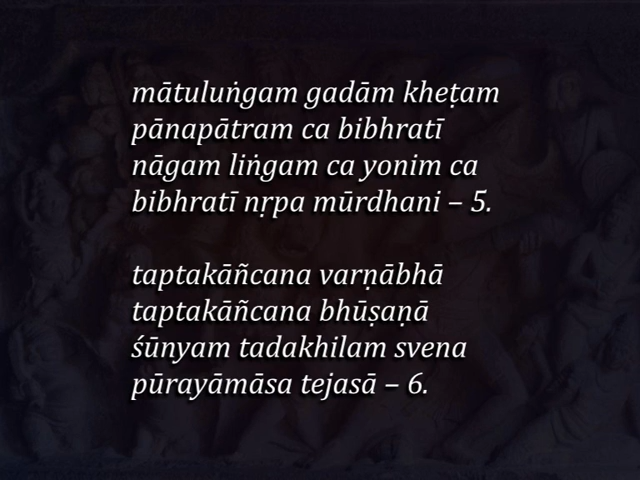 mātuluṅgam gadām kheṭam
pānapātram ca bibhratī
nāgam liṅgam ca yonim ca
bibhratī nṛpa mūrdhani – 5.
taptakāñcana varṇābhā
taptakāñcana bhūṣaṇā
śūnyam tadakhilam svena
pūrayāmāsa tejasā – 6.